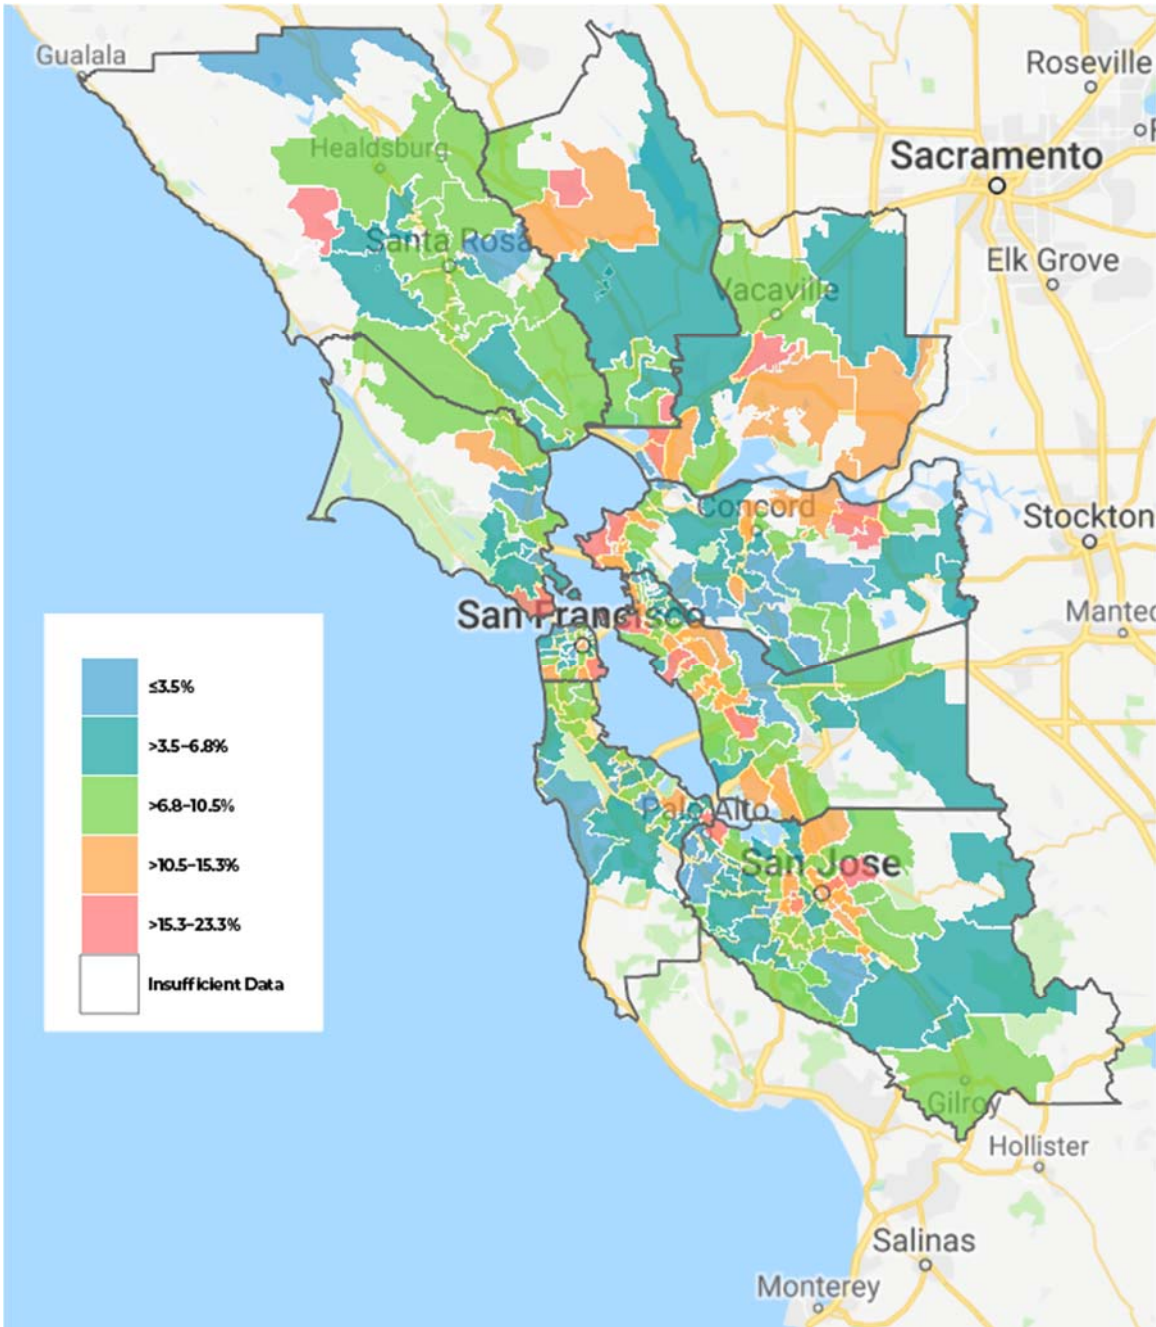 Gualala
Roseville
Sacramento
Healdsburg
Santa Rosa
Elk Grove
Vacaville
Concord
Stockton
San Francisco
Mantec
≤3.5%
>3.5–6.8%
>6.8–10.5%
>10.5–15.3%
>15.3–23.3%
Insufficient Data
Palo Alto
San Jose
Gilroy
Hollister
Salinas
Monterey